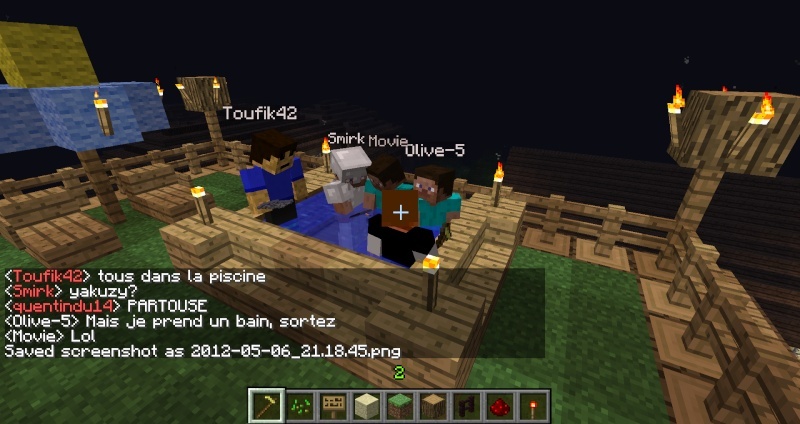 Toufik42
Smirk Movie
Olive-5
<Toufik42> tous dans la piscine
<Smirk> yakuzy?
<quentindu14> PARTOUSE
<Olive-5> Mais je prend un bain, sortez
<Movie> Lol
Saved screenshot as 2012-05-06_21.18.45.png
2